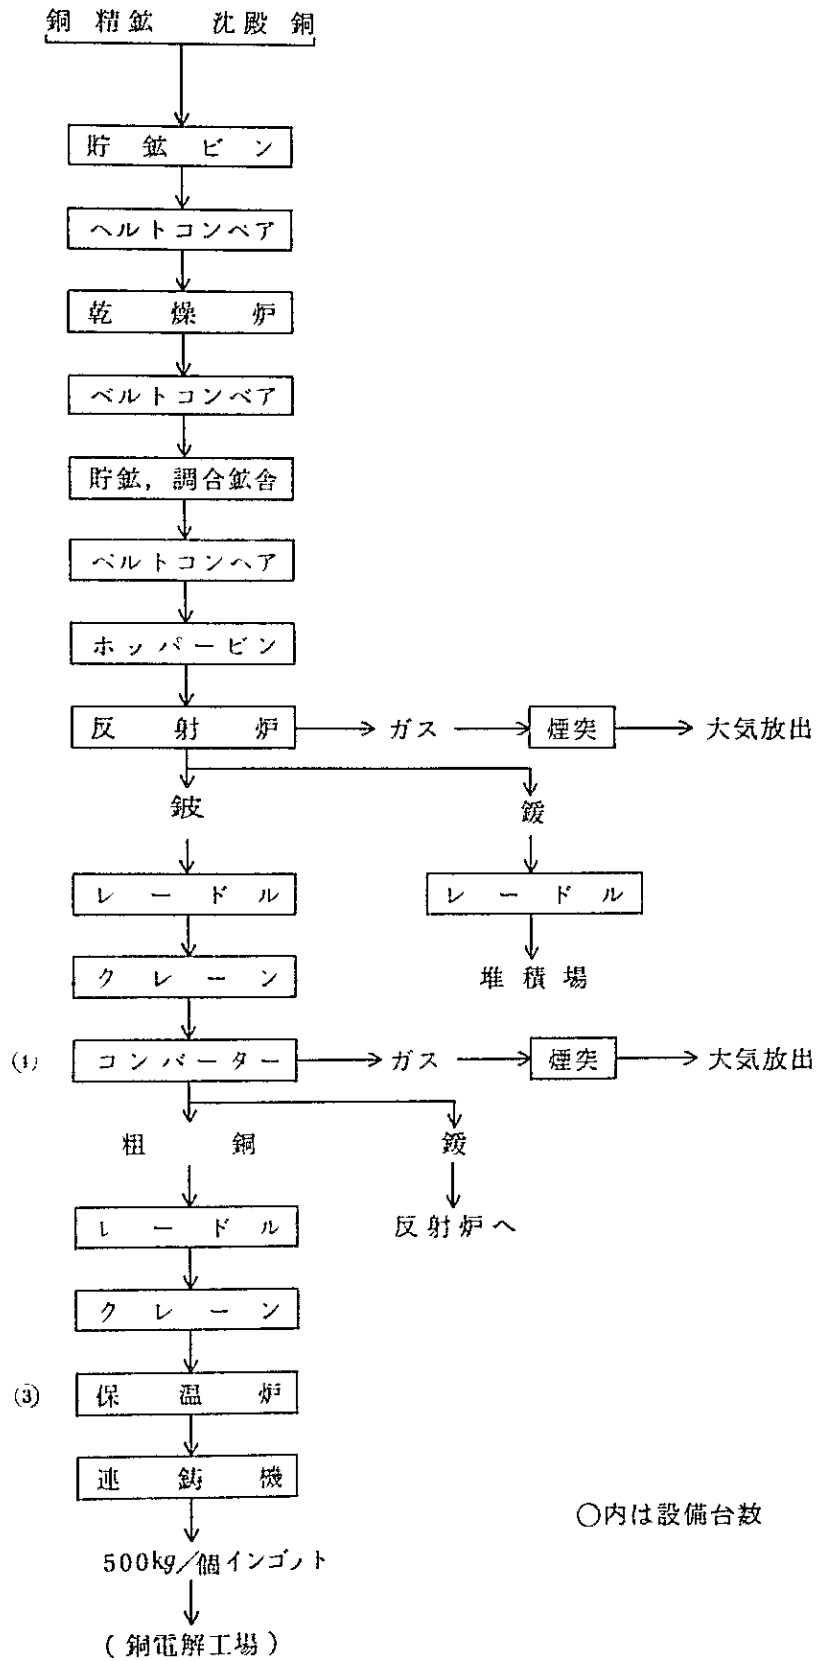 銅 精鉱 沈殿 銅
貯 鉱 ビ ン
ヘルトコンベア
乾 燥 炉
ベルトコンベア
貯鉱, 調合鉱舎
ベルトコンヘア
ホッパービン
反 射 炉 ガス 煙突 大気放出
鈹 鍰
レ ー ド ル レ ー ド ル
ク レ ー ン 堆 積 場
コ ン バ ー タ ー ガス 煙突 大気放出
粗 銅 鍰
レ ー ド ル 反射炉へ
ク レ ー ン
(3) 保 温 炉
連 鋳 機
〇内は設備台数
500kg/個インゴット
( 銅電解工場 )